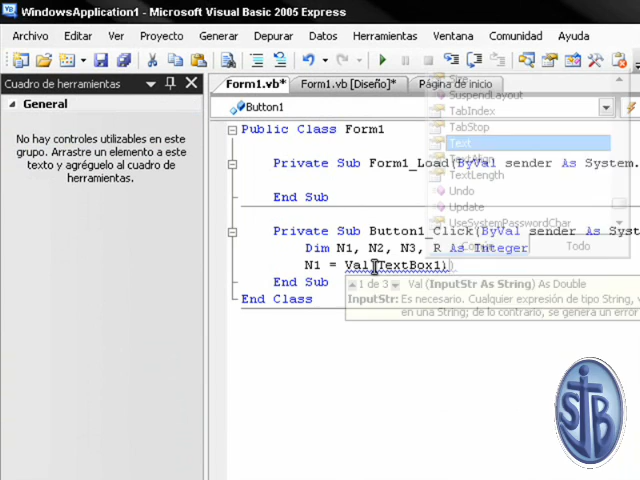 WindowsApplication1 - Microsoft Visual Basic 2005 Express
Archivo Editar Ver Proyecto Generar Depurar Datos Herramientas Ventana Comunidad Ayuda
Cuadro de herramientas
General
No hay controles utilizables en este
grupo. Arrastre un elemento a este
texto y agréguelo al cuadro de
herramientas.
Form1.vb* Form1.vb [Diseño]* Página de inicio
Button1
Size
SuspendLayout
TabIndex
TabStop
Text
TextAlign
TextLength
Undo
Update
UseSystemPasswordChar
Todo
Public Class Form1
Private Sub Form1_Load(ByVal sender As System.
End Sub
Private Sub Button1_Click(ByVal sender As Syst
Dim N1, N2, N3, R As Integer
N1 = Val(TextBox1)
End Sub
End Class
1 de 3 Val (InputStr As String) As Double
InputStr: Es necesario. Cualquier expresión de tipo String, v
en una String; de lo contrario, se genera un error
SJB